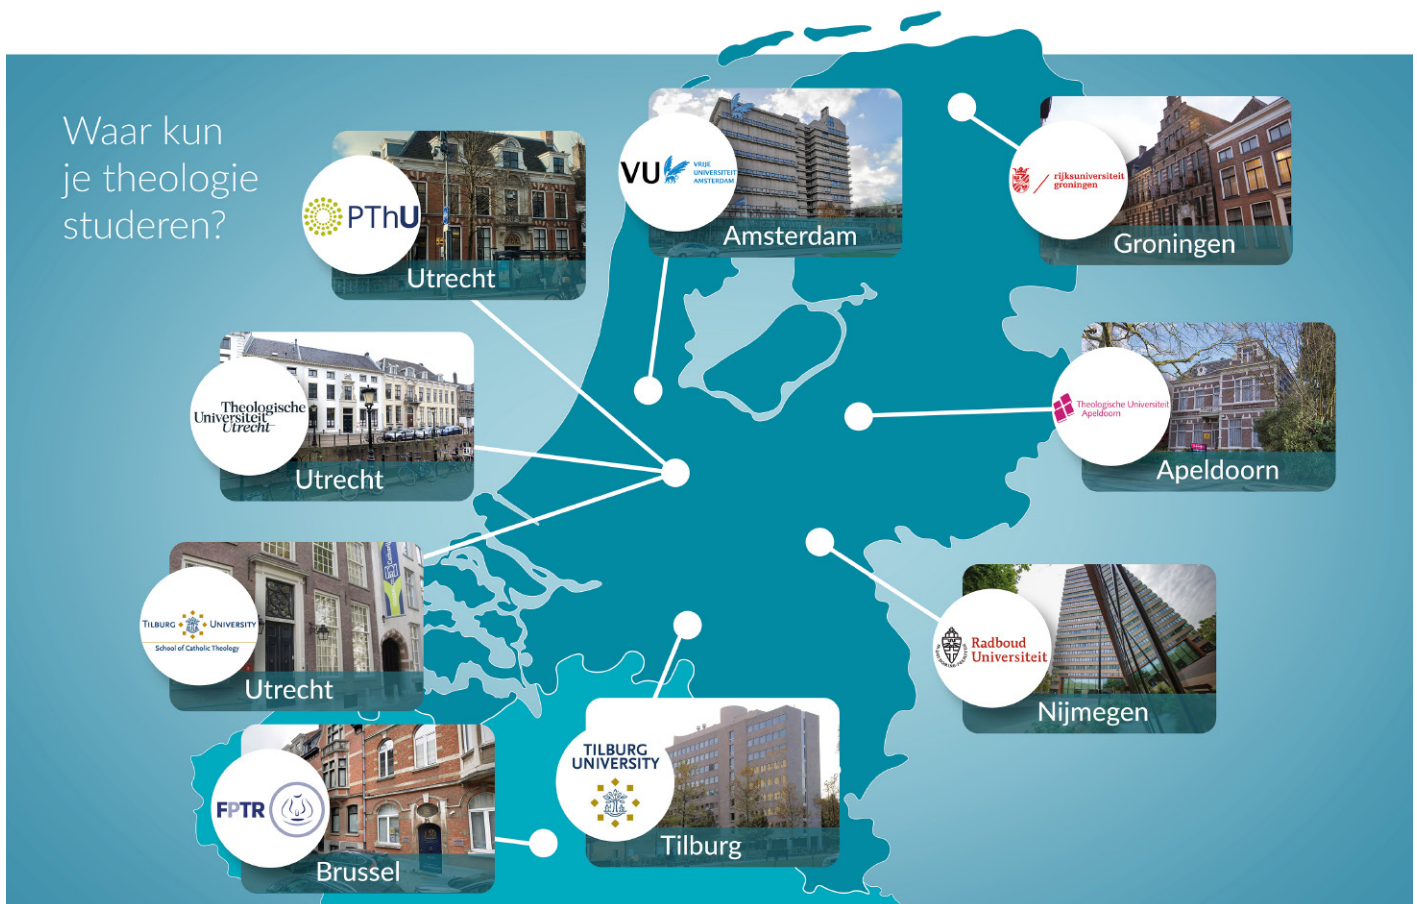 Waar kun
je theologie
studeren?
PThU
Utrecht
VU
VRIJE
UNIVERSITEIT
AMSTERDAM
Amsterdam
rijksuniversiteit
groningen
Groningen
Theologische
Universiteit
Utrecht
Utrecht
Theologische Universiteit
Apeldoorn
Apeldoorn
TILBURG UNIVERSITY
School of Catholic Theology
Utrecht
Radboud
Universiteit
Nijmegen
FPTR
Brussel
TILBURG
UNIVERSITY
Tilburg